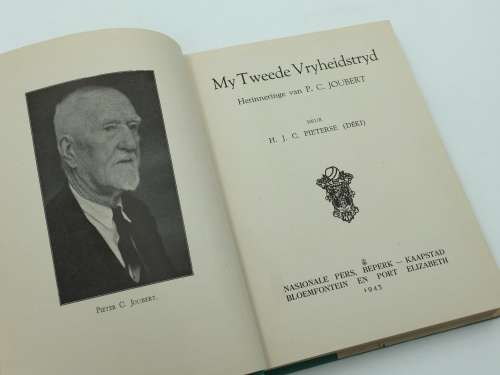 PIETER C. JOUBERT.
My Tweede Vryheidstryd
Herinneringe van P. C. JOUBERT
DEUR
H. J. C. PIETERSE (DEKI)
NASIONALE PERS, BEPERK — KAAPSTAD
BLOEMFONTEIN EN PORT ELIZABETH
1945